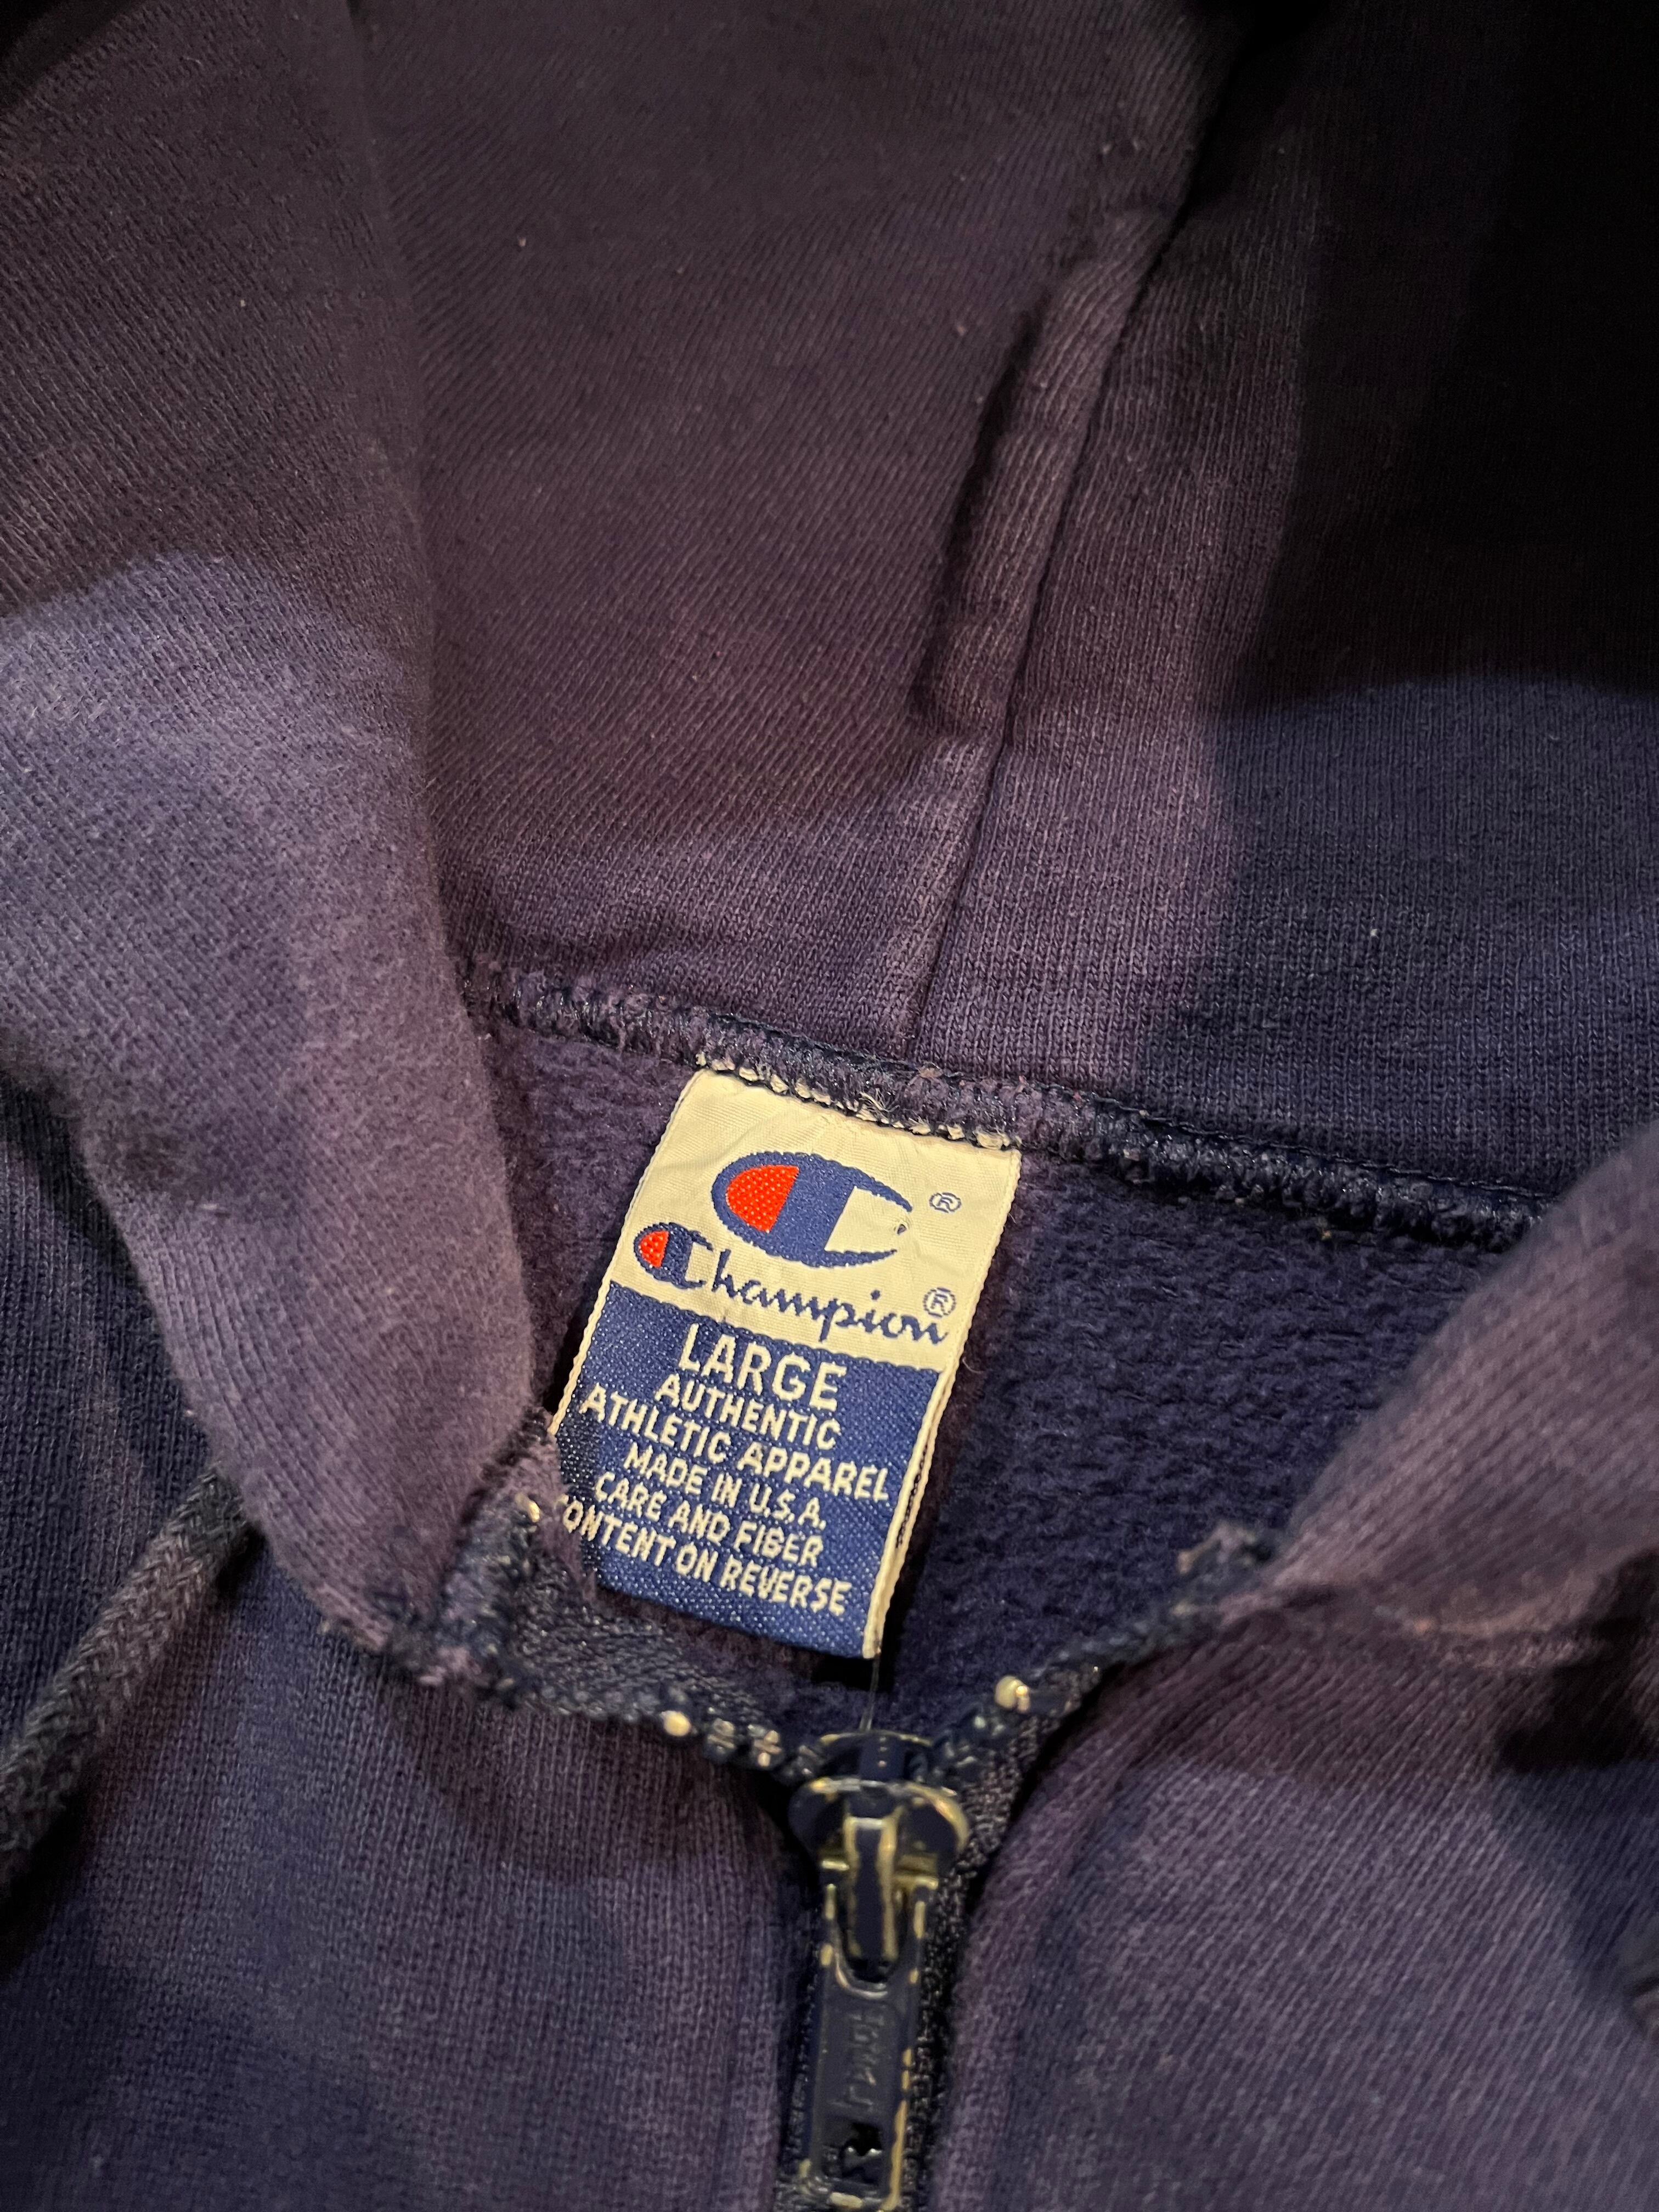 ®
Champion®
LARGE
AUTHENTIC
ATHLETIC APPAREL
MADE IN U.S.A.
CARE AND FIBER
CONTENT ON REVERSE